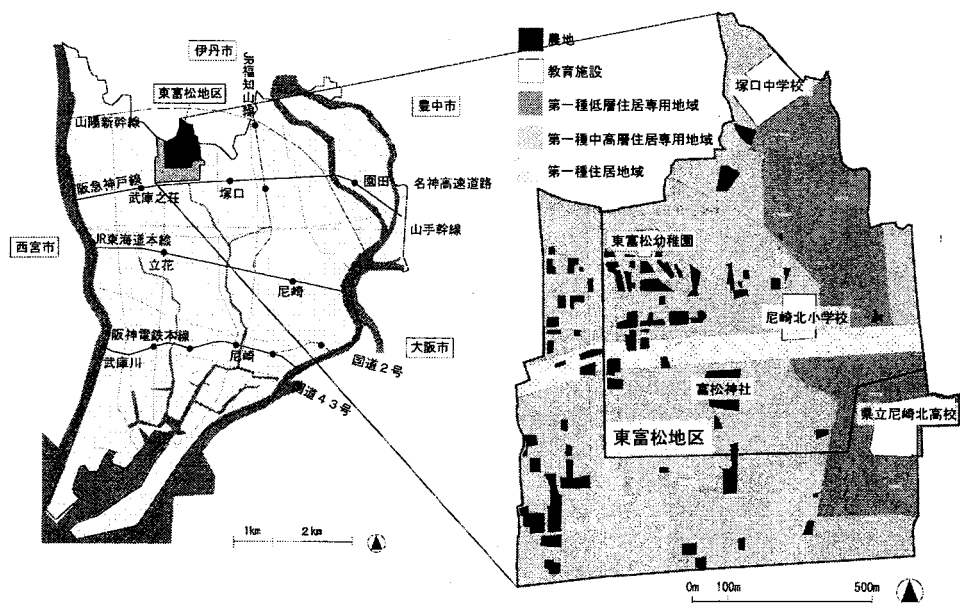 伊丹市
JR福知山線
東富松地区
豊中市
山陽新幹線
阪急神戸線
武庫之荘
塚口
園田
名神高速道路
山手幹線
西宮市
JR東海道本線
立花
尼崎
阪神電鉄本線
武庫川
尼崎
大阪市
国道2号
国道43号
1km
2km
農地
教育施設
第一種低層住居専用地域
第一種中高層住居専用地域
第一種住居地域
塚口中学校
東富松幼稚園
尼崎北小学校
富松神社
県立尼崎北高校
東富松地区
0m 100m 500m